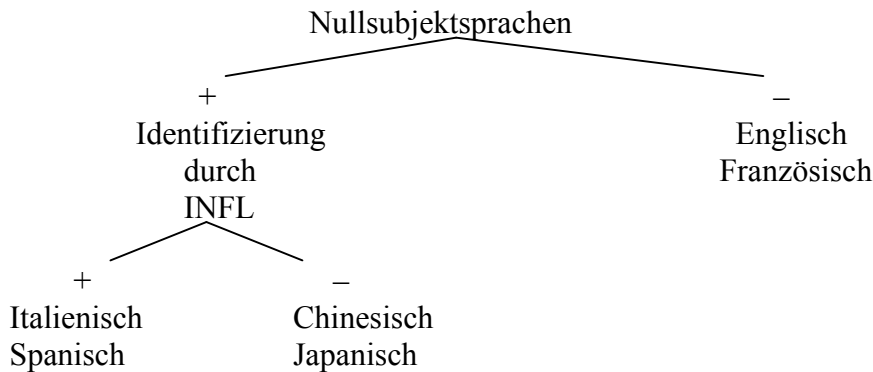 Nullsubjektsprachen
+
–
Identifizierung
durch
INFL
Englisch
Französisch
+
–
Italienisch
Spanisch
Chinesisch
Japanisch